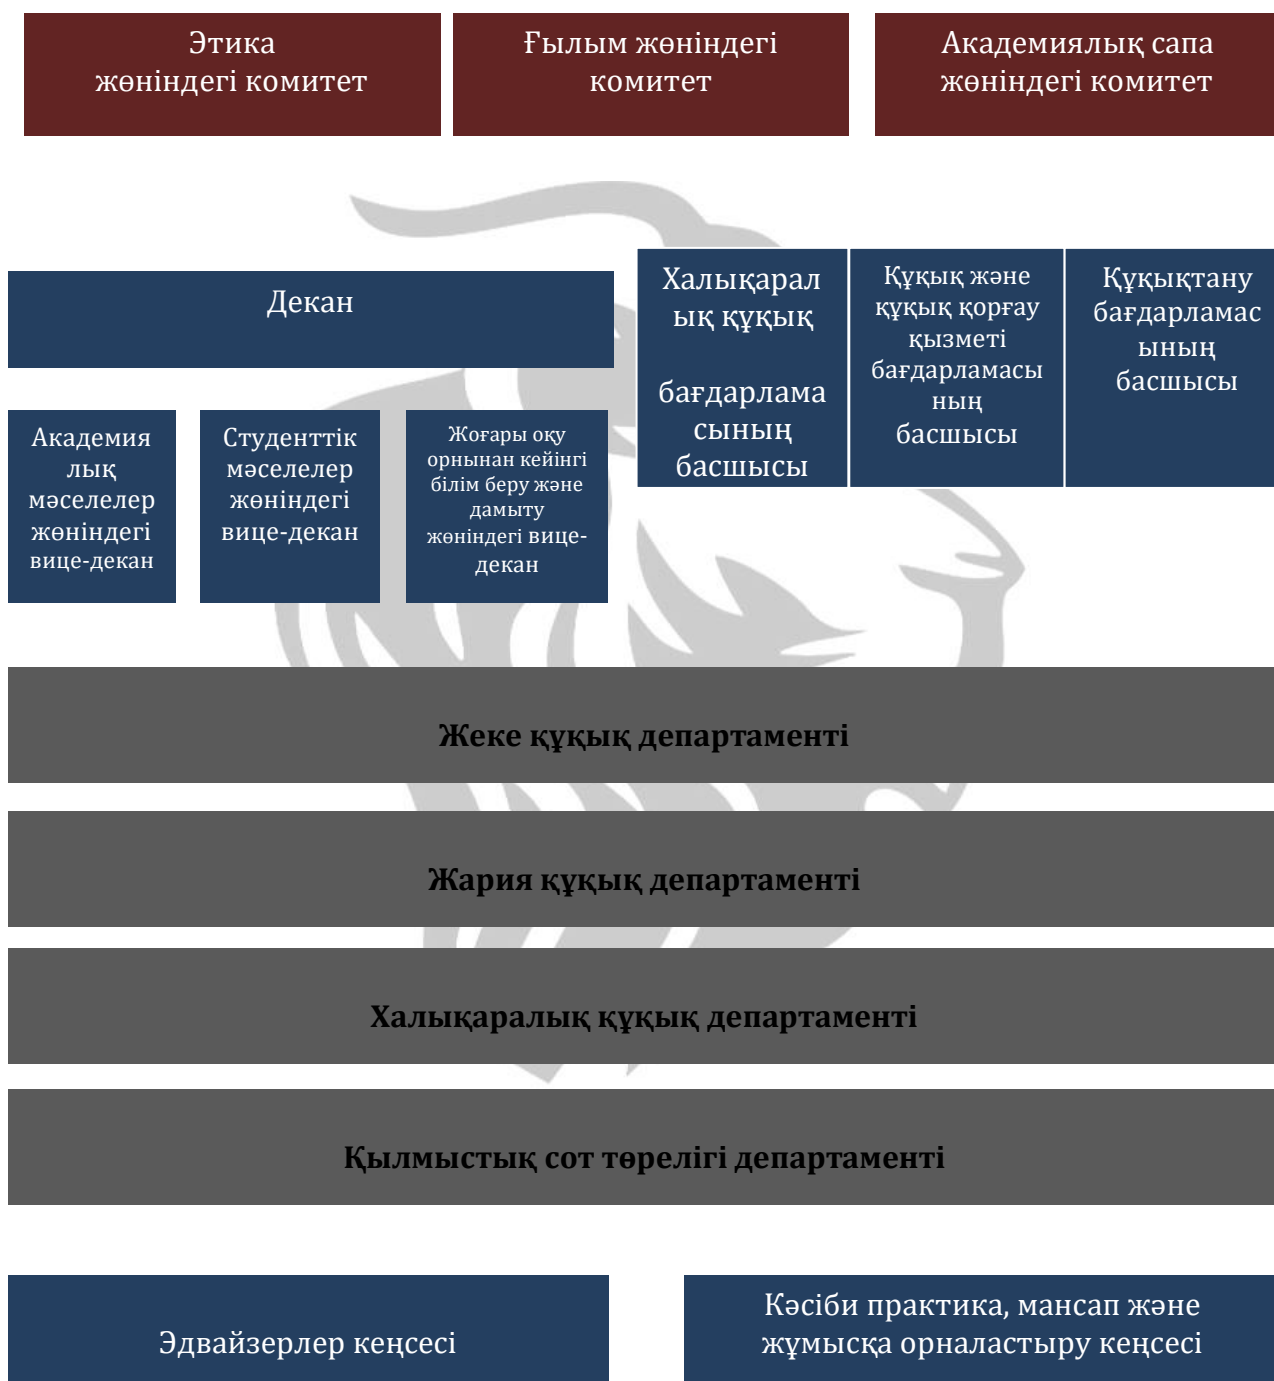 Этика
жөніндегі комитет
Ғылым жөніндегі
комитет
Академиялық сапа
жөніндегі комитет
Декан
Халықарал
ық құқық
бағдарлама
сының
басшысы
Құқық және
құқық қорғау
қызметі
бағдарламасы
ның
басшысы
Құқықтану
бағдарламас
ының
басшысы
Академия
лық
мәселелер
жөніндегі
вице-декан
Студенттік
мәселелер
жөніндегі
вице-декан
Жоғары оқу
орнынан кейінгі
білім беру және
дамыту
жөніндегі вице-
декан
Жеке құқық департаменті
Жария құқық департаменті
Халықаралық құқық департаменті
Қылмыстық сот төрелігі департаменті
Эдвайзерлер кеңсесі
Кәсіби практика, мансап және
жұмысқа орналастыру кеңсесі